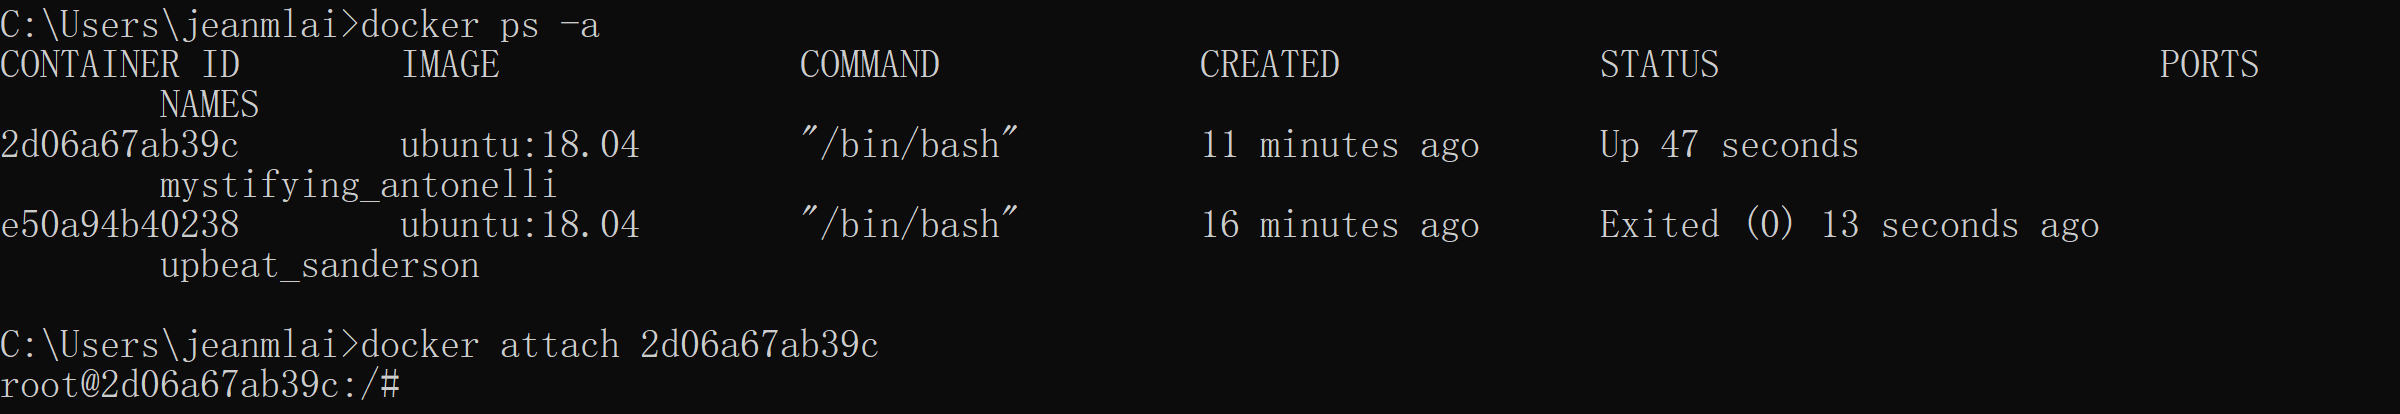 C:\Users\jeanmlai>docker ps -a
CONTAINER ID        IMAGE               COMMAND             CREATED             STATUS                      PORTS
        NAMES
2d06a67ab39c        ubuntu:18.04        "/bin/bash"         11 minutes ago      Up 47 seconds
        mystifying_antonelli
e50a94b40238        ubuntu:18.04        "/bin/bash"         16 minutes ago      Exited (0) 13 seconds ago
        upbeat_sanderson
C:\Users\jeanmlai>docker attach 2d06a67ab39c
root@2d06a67ab39c:/#